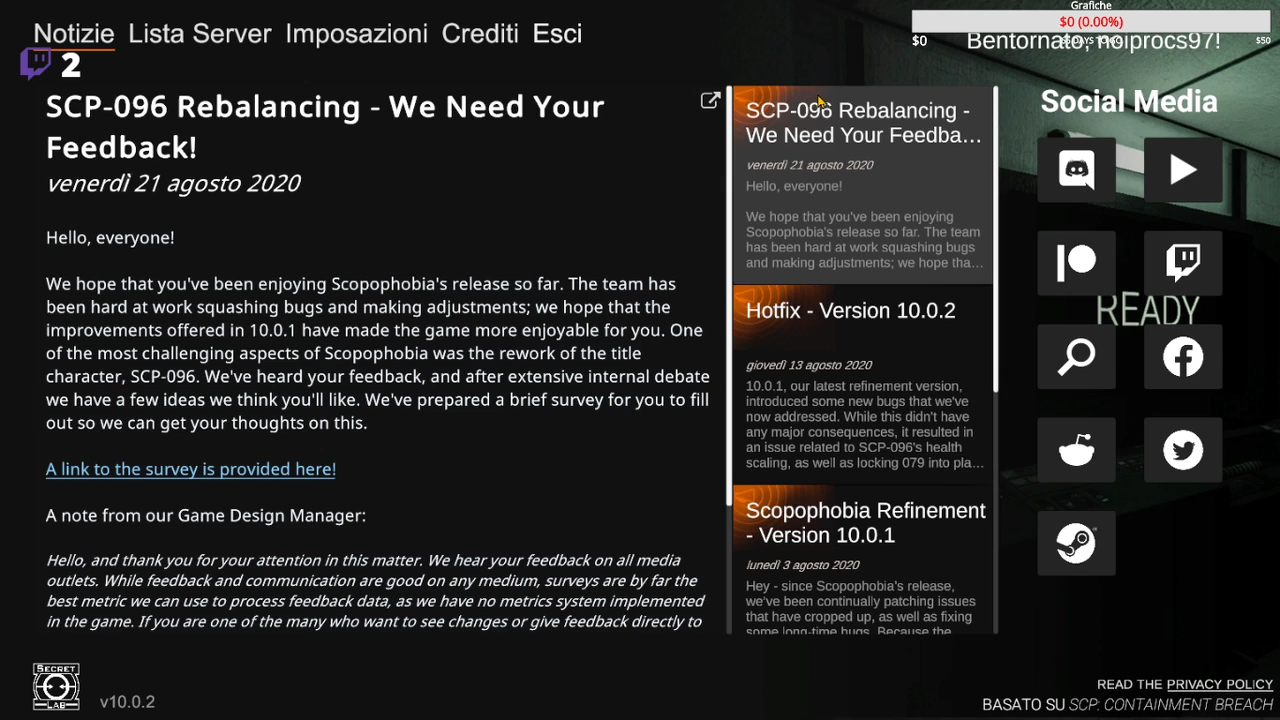 Notizie Lista Server Imposazioni Crediti Esci
Grafiche
$0 (0.00%)
$0
$50
Bentornato, noiprocs97!
2
SCP-096 Rebalancing - We Need Your
Feedback!
venerdì 21 agosto 2020
Hello, everyone!
We hope that you've been enjoying Scopophobia's release so far. The team has
been hard at work squashing bugs and making adjustments; we hope that the
improvements offered in 10.0.1 have made the game more enjoyable for you. One
of the most challenging aspects of Scopophobia was the rework of the title
character, SCP-096. We've heard your feedback, and after extensive internal debate
we have a few ideas we think you'll like. We've prepared a brief survey for you to fill
out so we can get your thoughts on this.
A link to the survey is provided here!
A note from our Game Design Manager:
Hello, and thank you for your attention in this matter. We hear your feedback on all media
outlets. While feedback and communication are good on any medium, surveys are by far the
best metric we can use to process feedback data, as we have no metrics system implemented
in the game. If you are one of the many who want to see changes or give feedback directly to
SCP-096 Rebalancing -
We Need Your Feedba...
venerdì 21 agosto 2020
Hello, everyone!
We hope that you've been enjoying
Scopophobia's release so far. The team
has been hard at work squashing bugs
and making adjustments; we hope tha...
Hotfix - Version 10.0.2
giovedì 13 agosto 2020
10.0.1, our latest refinement version,
introduced some new bugs that we've
now addressed. While this didn't have
any major consequences, it resulted in
an issue related to SCP-096's health
scaling, as well as locking 079 into pla...
Scopophobia Refinement
- Version 10.0.1
lunedì 3 agosto 2020
Hey - since Scopophobia's release,
we've been continually patching issues
that have cropped up, as well as fixing
some long-time bugs. Because the
Social Media
READY
SECRET
LAB
v10.0.2
READ THE PRIVACY POLICY
BASATO SU SCP: CONTAINMENT BREACH